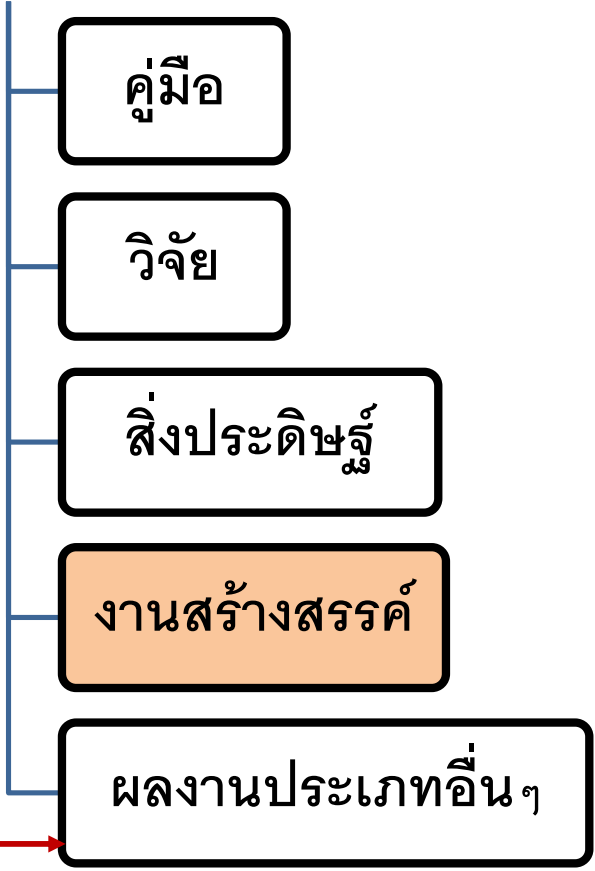 คู่มือ
วิจัย
สิ่งประดิษฐ์
งานสร้างสรรค์
ผลงานประเภทอื่นๆ